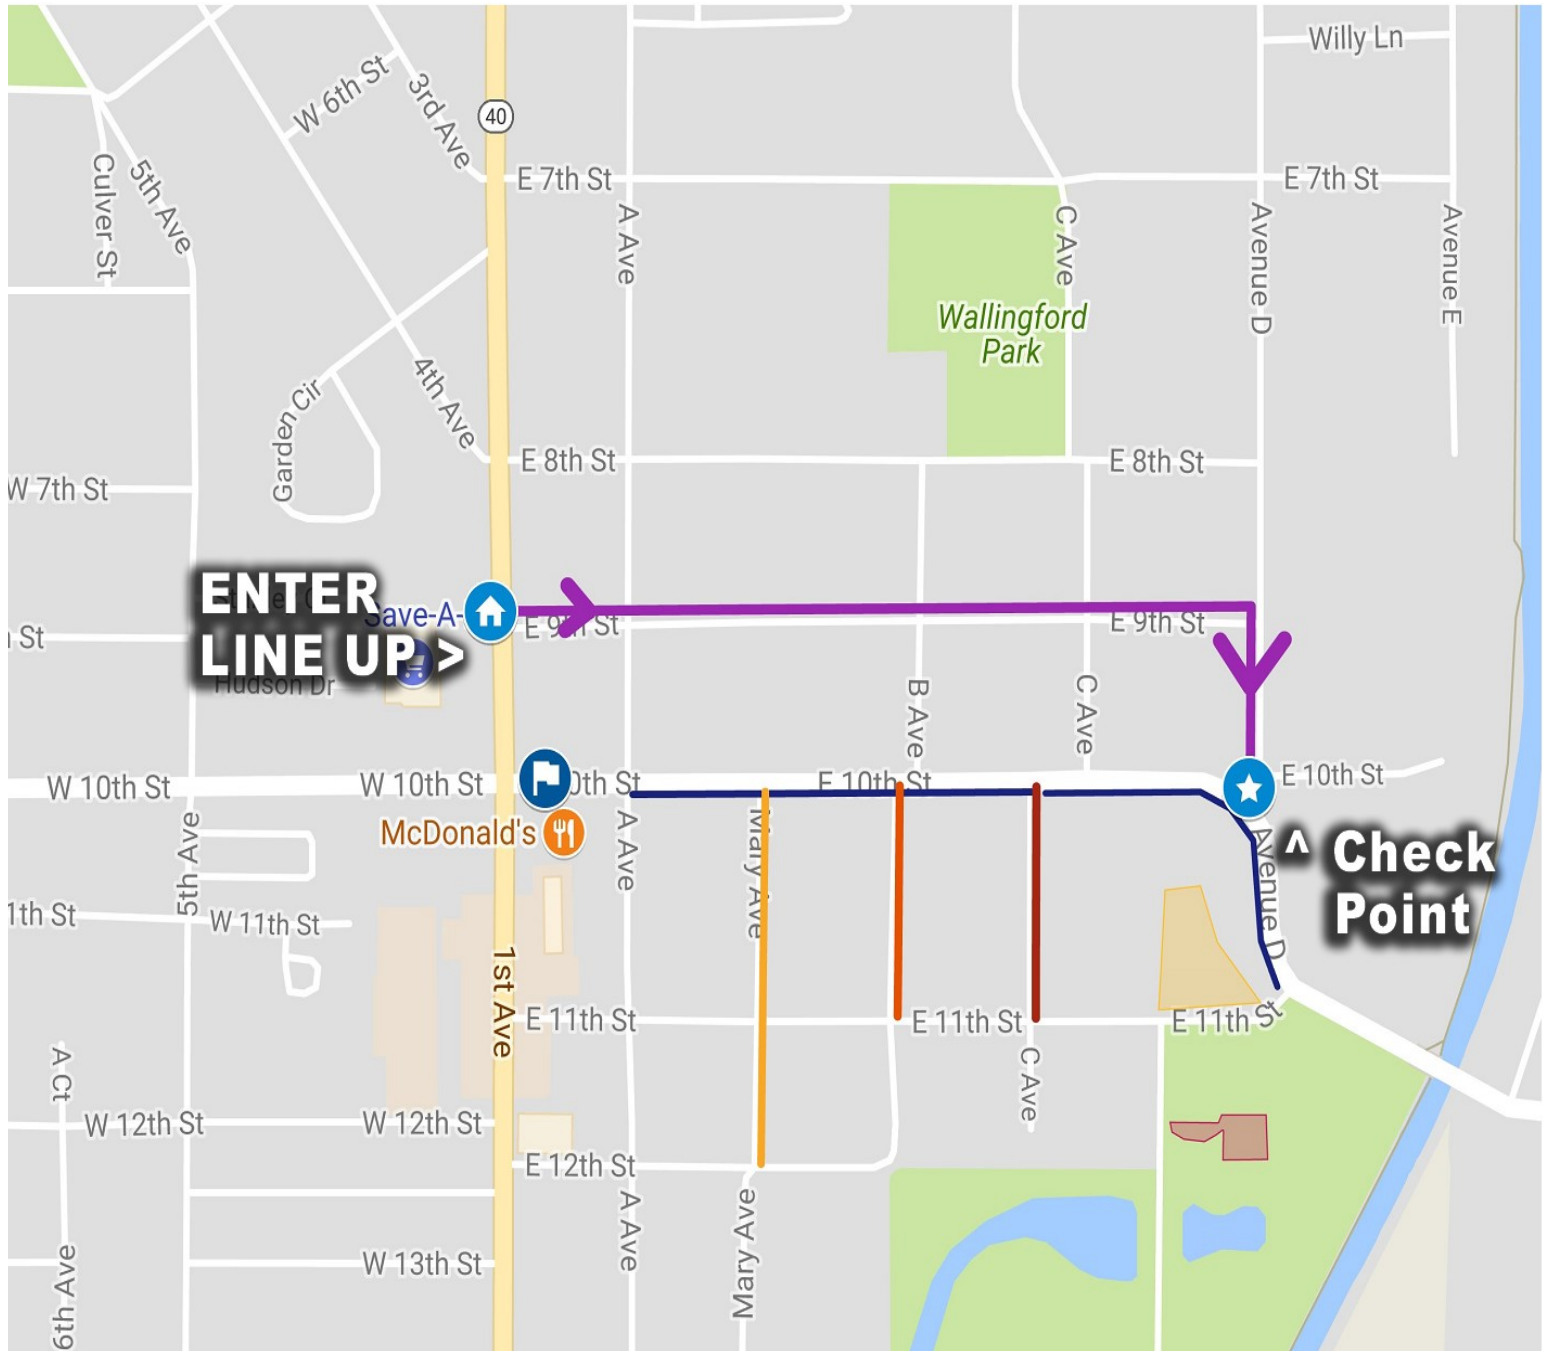 Willy Ln
W 6th St
3rd Ave
40
Culver St
5th Ave
E 7th St
E 7th St
A Ave
C Ave
Avenue D
Avenue E
Wallingford
Park
Garden Cir
4th Ave
E 8th St
E 8th St
W 7th St
ENTER
LINE UP >
Save-A-
E 9th St
E 9th St
St
Hudson Dr
B Ave
C Ave
W 10th St
W 10th St
0th St
E 10th St
E 10th St
McDonald's
^ Check
Point
5th Ave
A Ave
Mary Ave
Avenue D
1th St
W 11th St
1st Ave
E 11th St
E 11th St
E 11th St
A Ct
C Ave
W 12th St
W 12th St
E 12th St
A Ave
Mary Ave
6th Ave
W 13th St